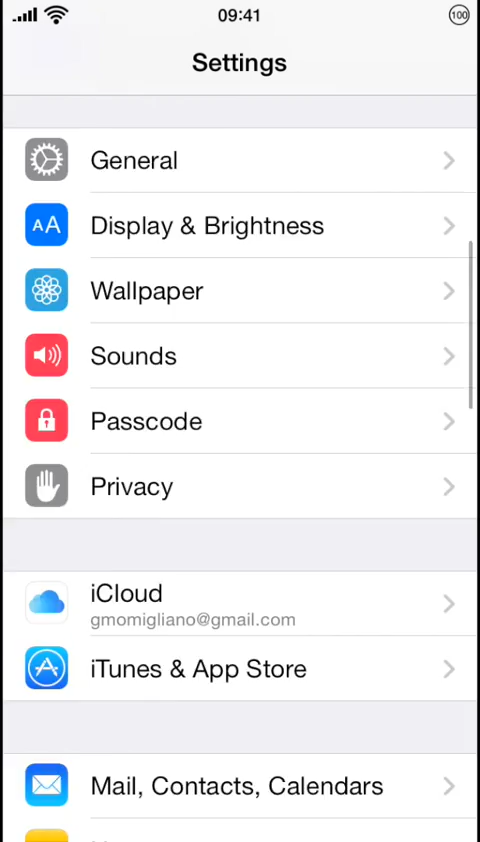 09:41
100
Settings
General
Display & Brightness
AA
Wallpaper
Sounds
Passcode
Privacy
iCloud
gmomigliano@gmail.com
iTunes & App Store
Mail, Contacts, Calendars